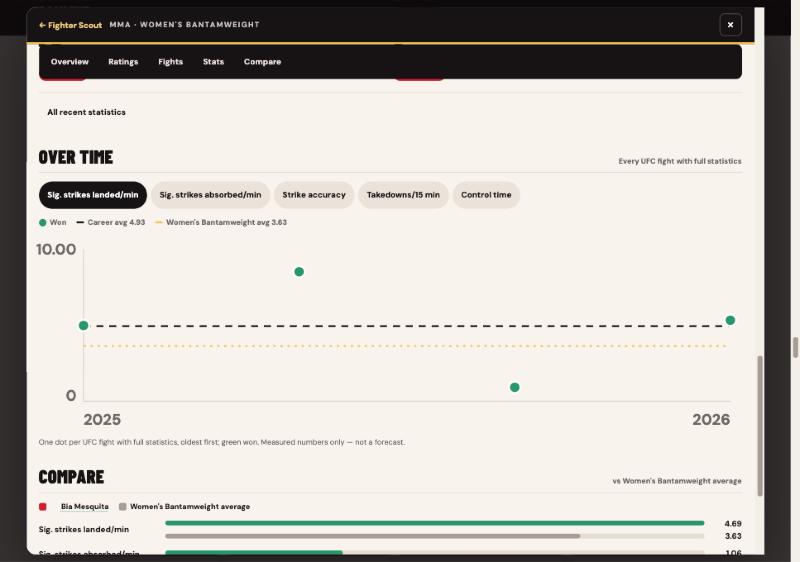 ← Fighter Scout MMA · WOMEN'S BANTAMWEIGHT ×
Overview Ratings Fights Stats Compare
All recent statistics
OVER TIME Every UFC fight with full statistics
Sig. strikes landed/min Sig. strikes absorbed/min Strike accuracy Takedowns/15 min Control time
Won Career avg 4.93 Women's Bantamweight avg 3.63
10.00
0
2025 2026
One dot per UFC fight with full statistics, oldest first; green won. Measured numbers only — not a forecast.
COMPARE vs Women's Bantamweight average
Bia Mesquita Women's Bantamweight average
Sig. strikes landed/min 4.69
3.63
Sig. strikes absorbed/min 1.06